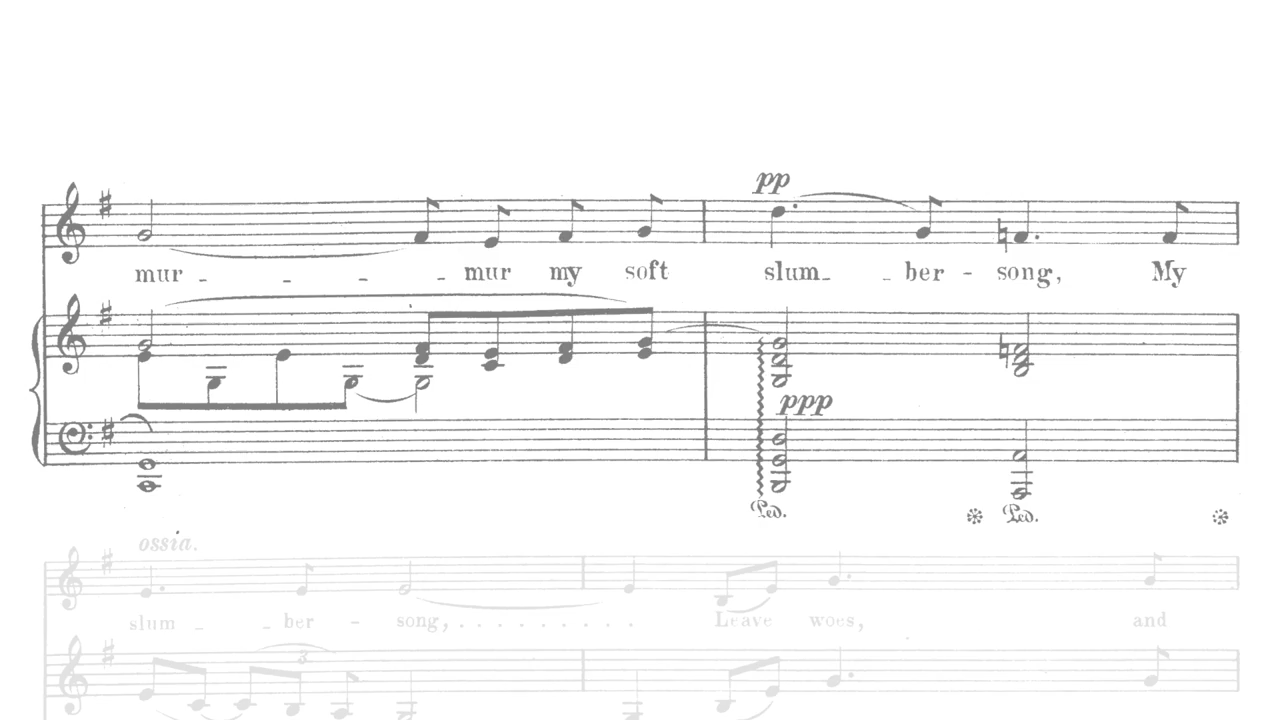 pp
mur - - - - mur my soft slum - - ber - song, My
ppp
Ped. * Ped. *
ossia.
slum - - ber - song, . . . . . . . . . Leave woes, and
3